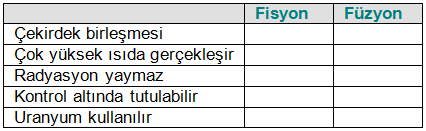 Fisyon Füzyon
Çekirdek birleşmesi
Çok yüksek ısıda gerçekleşir
Radyasyon yaymaz
Kontrol altında tutulabilir
Uranyum kullanılır